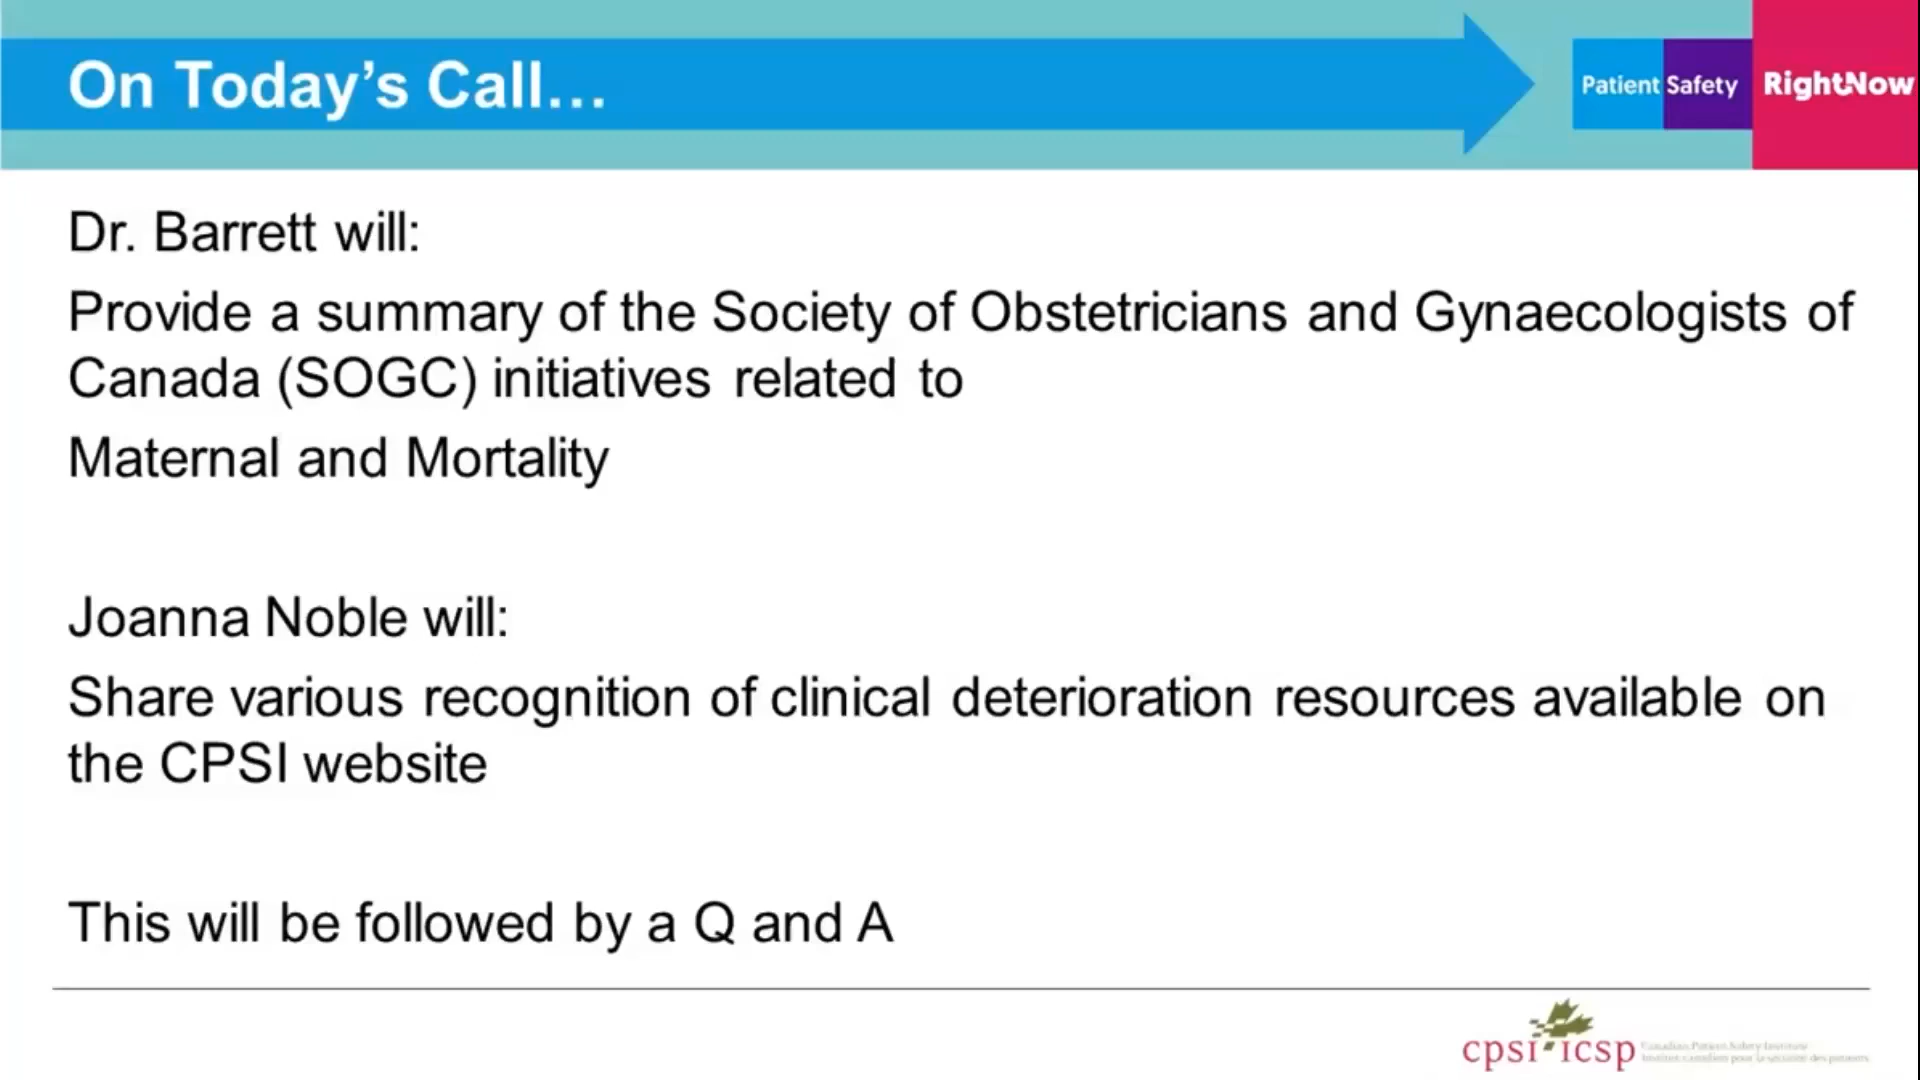 On Today’s Call…
Patient Safety RightNow
Dr. Barrett will:
Provide a summary of the Society of Obstetricians and Gynaecologists of
Canada (SOGC) initiatives related to
Maternal and Mortality
Joanna Noble will:
Share various recognition of clinical deterioration resources available on
the CPSI website
This will be followed by a Q and A
cpsi icsp
Canadian Patient Safety Institute
Institut canadien pour la sécurité des patients